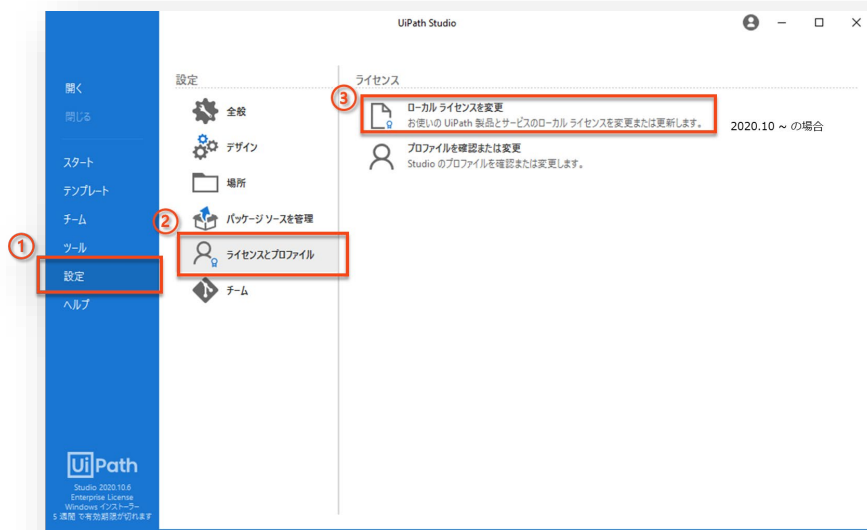 UiPath Studio
開く
閉じる
スタート
テンプレート
チーム
ツール
① 
設定
ヘルプ
設定
全般
デザイン
場所
パッケージ ソースを管理
②
ライセンスとプロファイル
チーム
ライセンス
③
ローカル ライセンスを変更
お使いの UiPath 製品とサービスのローカル ライセンスを変更または更新します。
2020.10 ~ の場合
プロファイルを確認または変更
Studio のプロファイルを確認または変更します。
UiPath
Studio 2020.10.6
Enterprise License
Windows インストーラー
5 週間 で有効期限が切れます